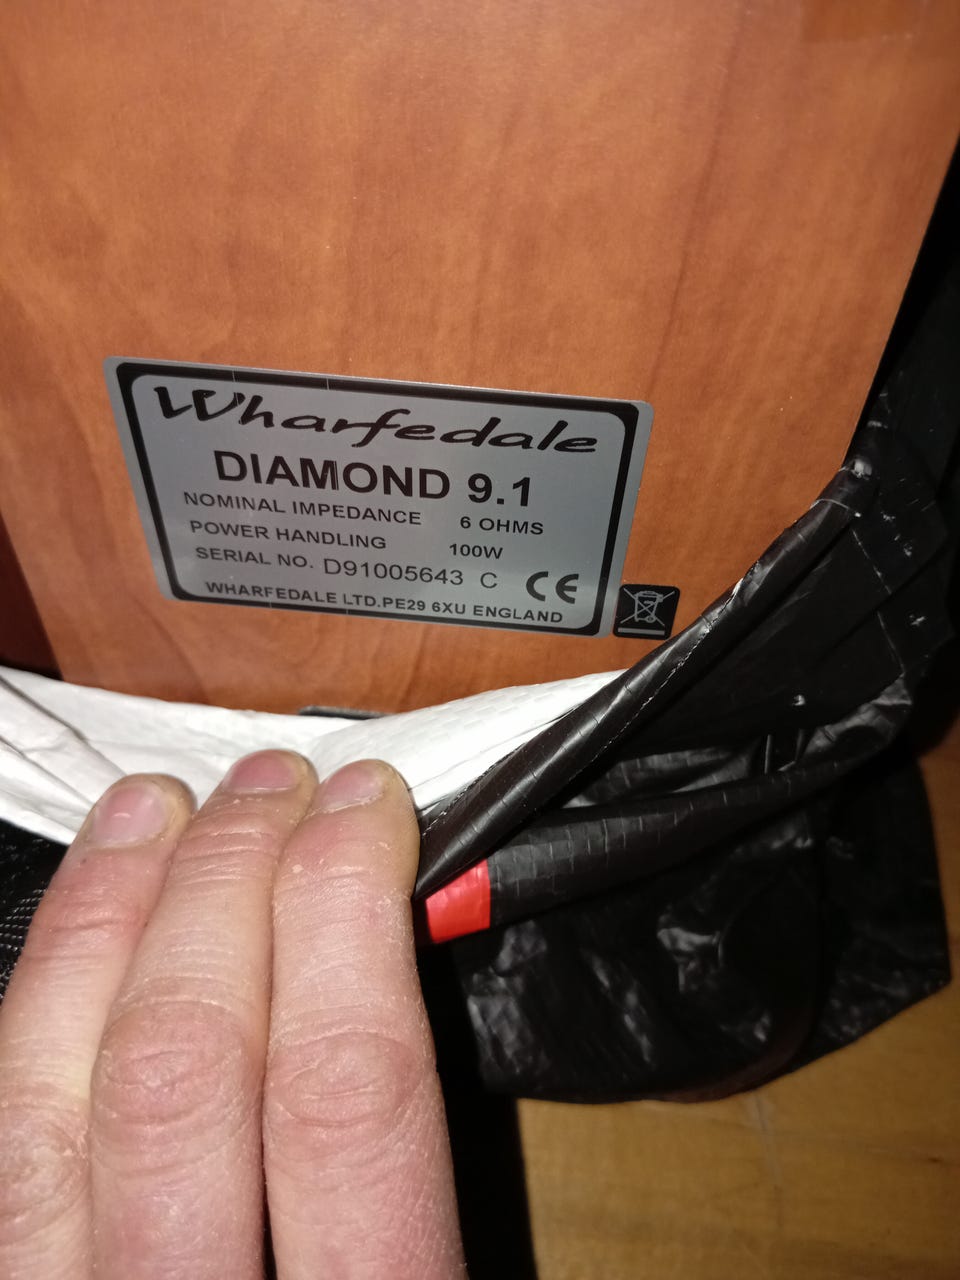 Wharfedale
DIAMOND 9.1
NOMINAL IMPEDANCE 6 OHMS
POWER HANDLING 100W
SERIAL NO. D91005643 C CE
WHARFEDALE LTD.PE29 6XU ENGLAND